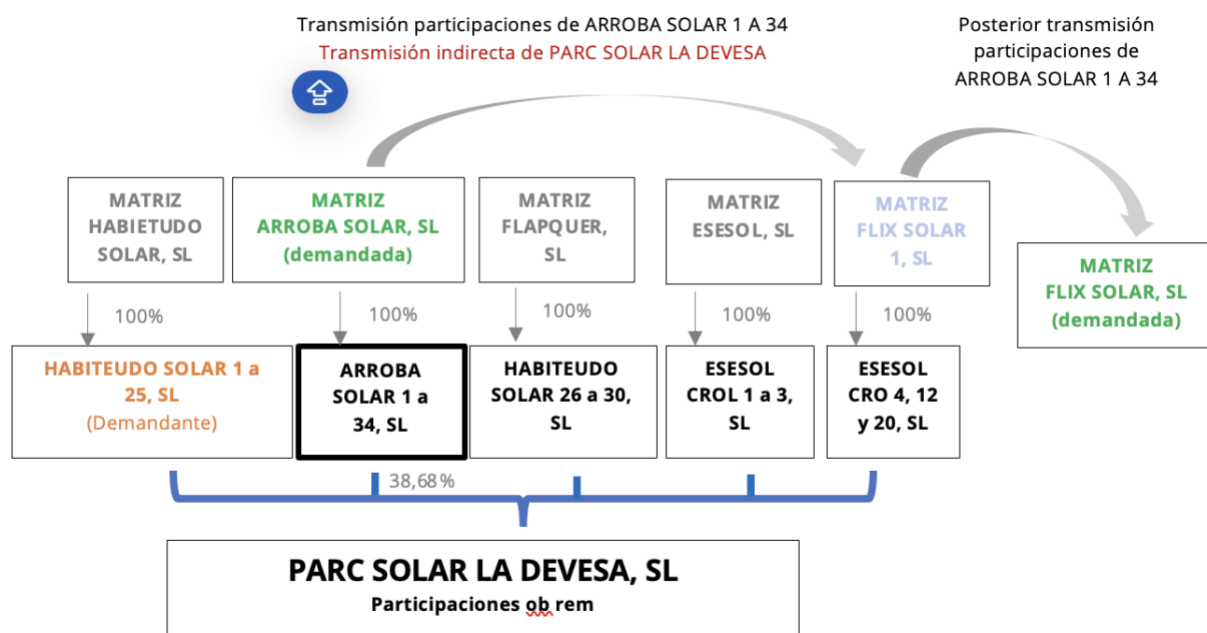 Transmisión participaciones de ARROBA SOLAR 1 A 34
Transmisión indirecta de PARC SOLAR LA DEVESA
Posterior transmisión
participaciones de
ARROBA SOLAR 1 A 34
MATRIZ
HABIETUDO
SOLAR, SL
MATRIZ
ARROBA SOLAR, SL
(demandada)
MATRIZ
FLAPQUER,
SL
MATRIZ
ESESOL, SL
MATRIZ
FLIX SOLAR
1, SL
MATRIZ
FLIX SOLAR, SL
(demandada)
100%
100%
100%
100%
100%
HABITEUDO SOLAR 1 a
25, SL
(Demandante)
ARROBA
SOLAR 1 a
34, SL
HABITEUDO
SOLAR 26 a 30,
SL
ESESOL
CROL 1 a 3,
SL
ESESOL
CRO 4, 12
y 20, SL
38,68%
PARC SOLAR LA DEVESA, SL
Participaciones ob rem